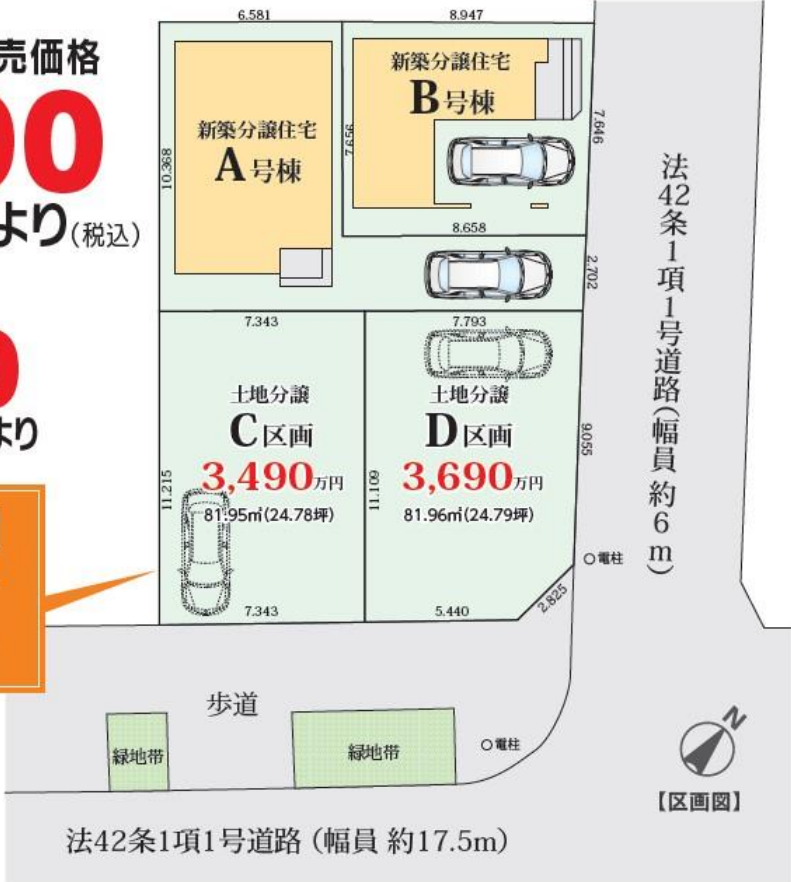 売価格
00
より(税込)
0
より
6.581
8.947
新築分譲住宅
A号棟
新築分譲住宅
B号棟
10.368
7.656
7.646
8.658
2.702
7.343
7.793
土地分譲
C区画
3,490万円
81.95㎡(24.78坪)
土地分譲
D区画
3,690万円
81.96㎡(24.79坪)
11.215
11.109
9.055
7.343
5.440
2.825
電柱
法42条1項1号道路(幅員 約6m)
歩道
緑地帯
緑地帯
電柱
N
【区画図】
法42条1項1号道路 (幅員 約17.5m)